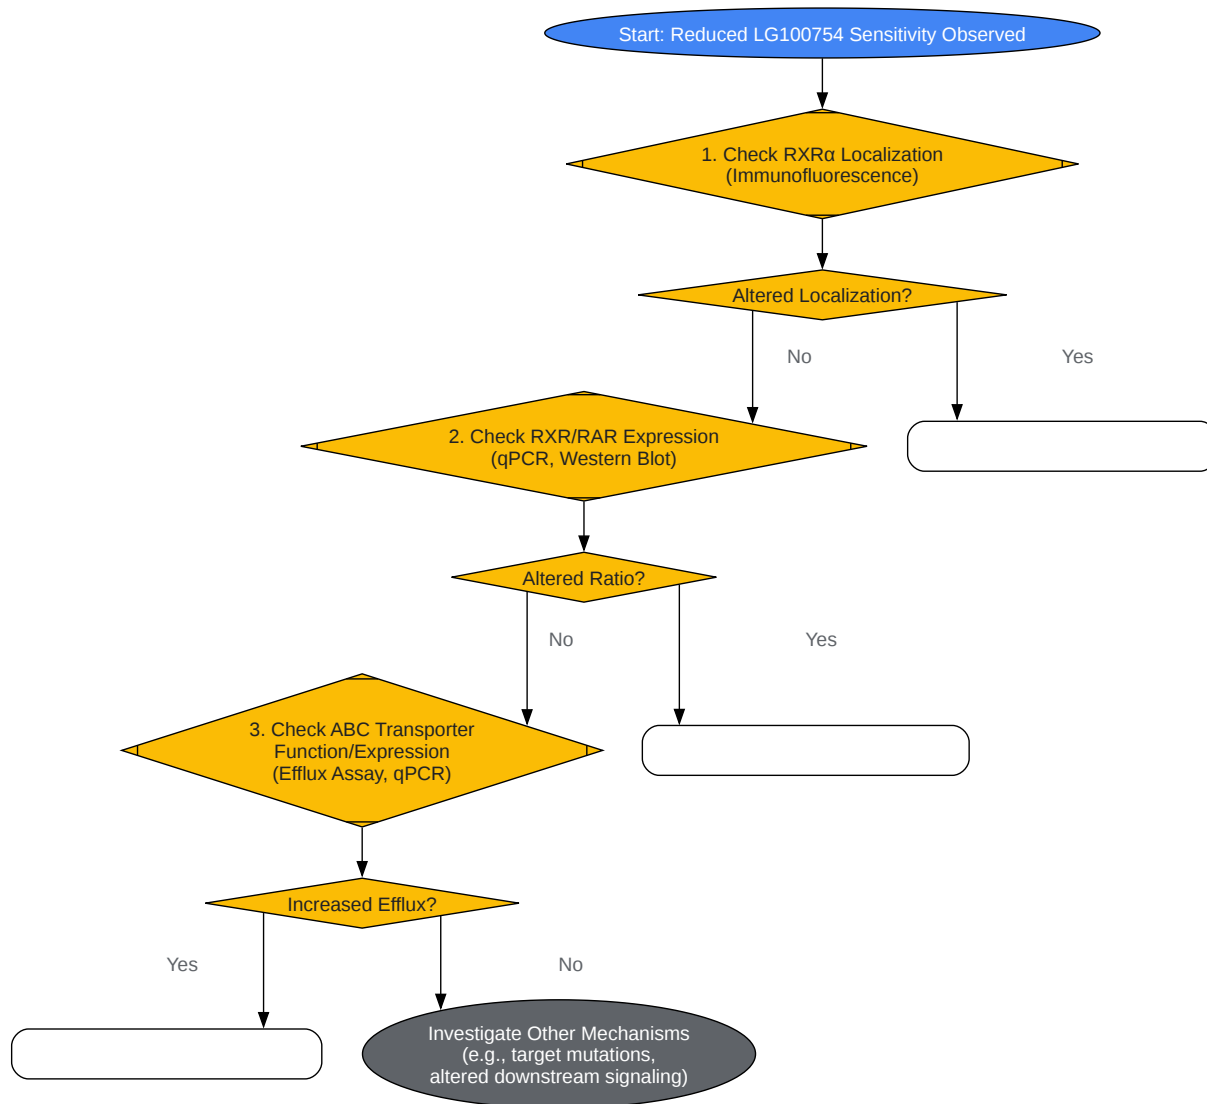 Start: Reduced LG100754 Sensitivity Observed
1. Check RXRα Localization
(Immunofluorescence)
Altered Localization?
No
Yes
2. Check RXR/RAR Expression
(qPCR, Western Blot)
Altered Ratio?
No
Yes
3. Check ABC Transporter
Function/Expression
(Efflux Assay, qPCR)
Increased Efflux?
Yes
No
Investigate Other Mechanisms
(e.g., target mutations,
altered downstream signaling)